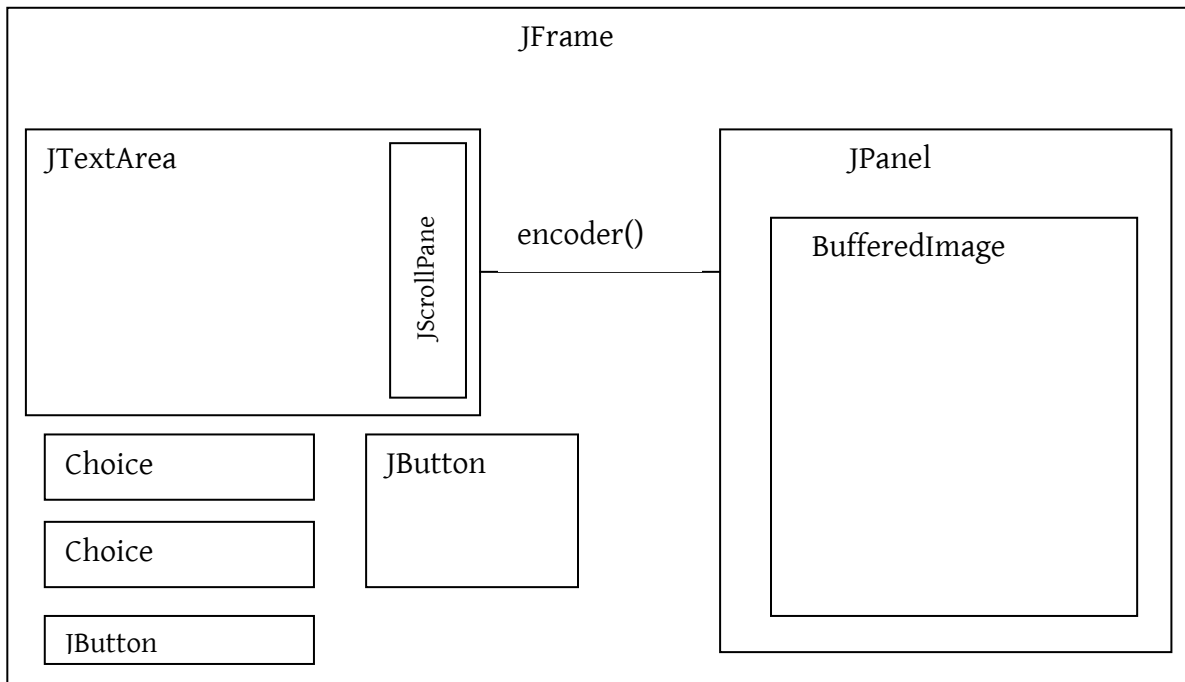 JFrame
JTextArea
JScrollPane
encoder()
JPanel
BufferedImage
Choice
JButton
Choice
JButton